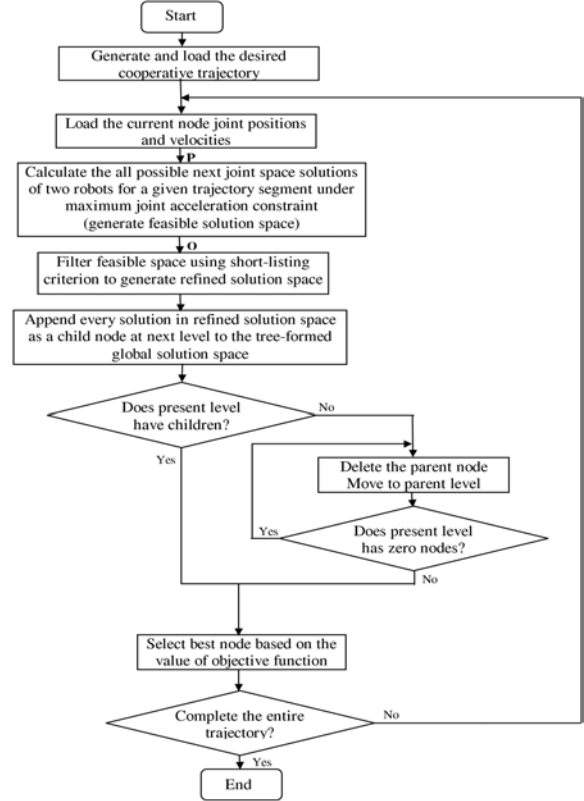 Start
Generate and load the desired
cooperative trajectory
Load the current node joint positions
and velocities
P
Calculate the all possible next joint space solutions
of two robots for a given trajectory segment under
maximum joint acceleration constraint
(generate feasible solution space)
O
Filter feasible space using short-listing
criterion to generate refined solution space
Append every solution in refined solution space
as a child node at next level to the tree-formed
global solution space
Does present level
have children?
No
Yes
Delete the parent node
Move to parent level
Does present level
has zero nodes?
Yes
No
Select best node based on the
value of objective function
Complete the entire
trajectory?
No
Yes
End